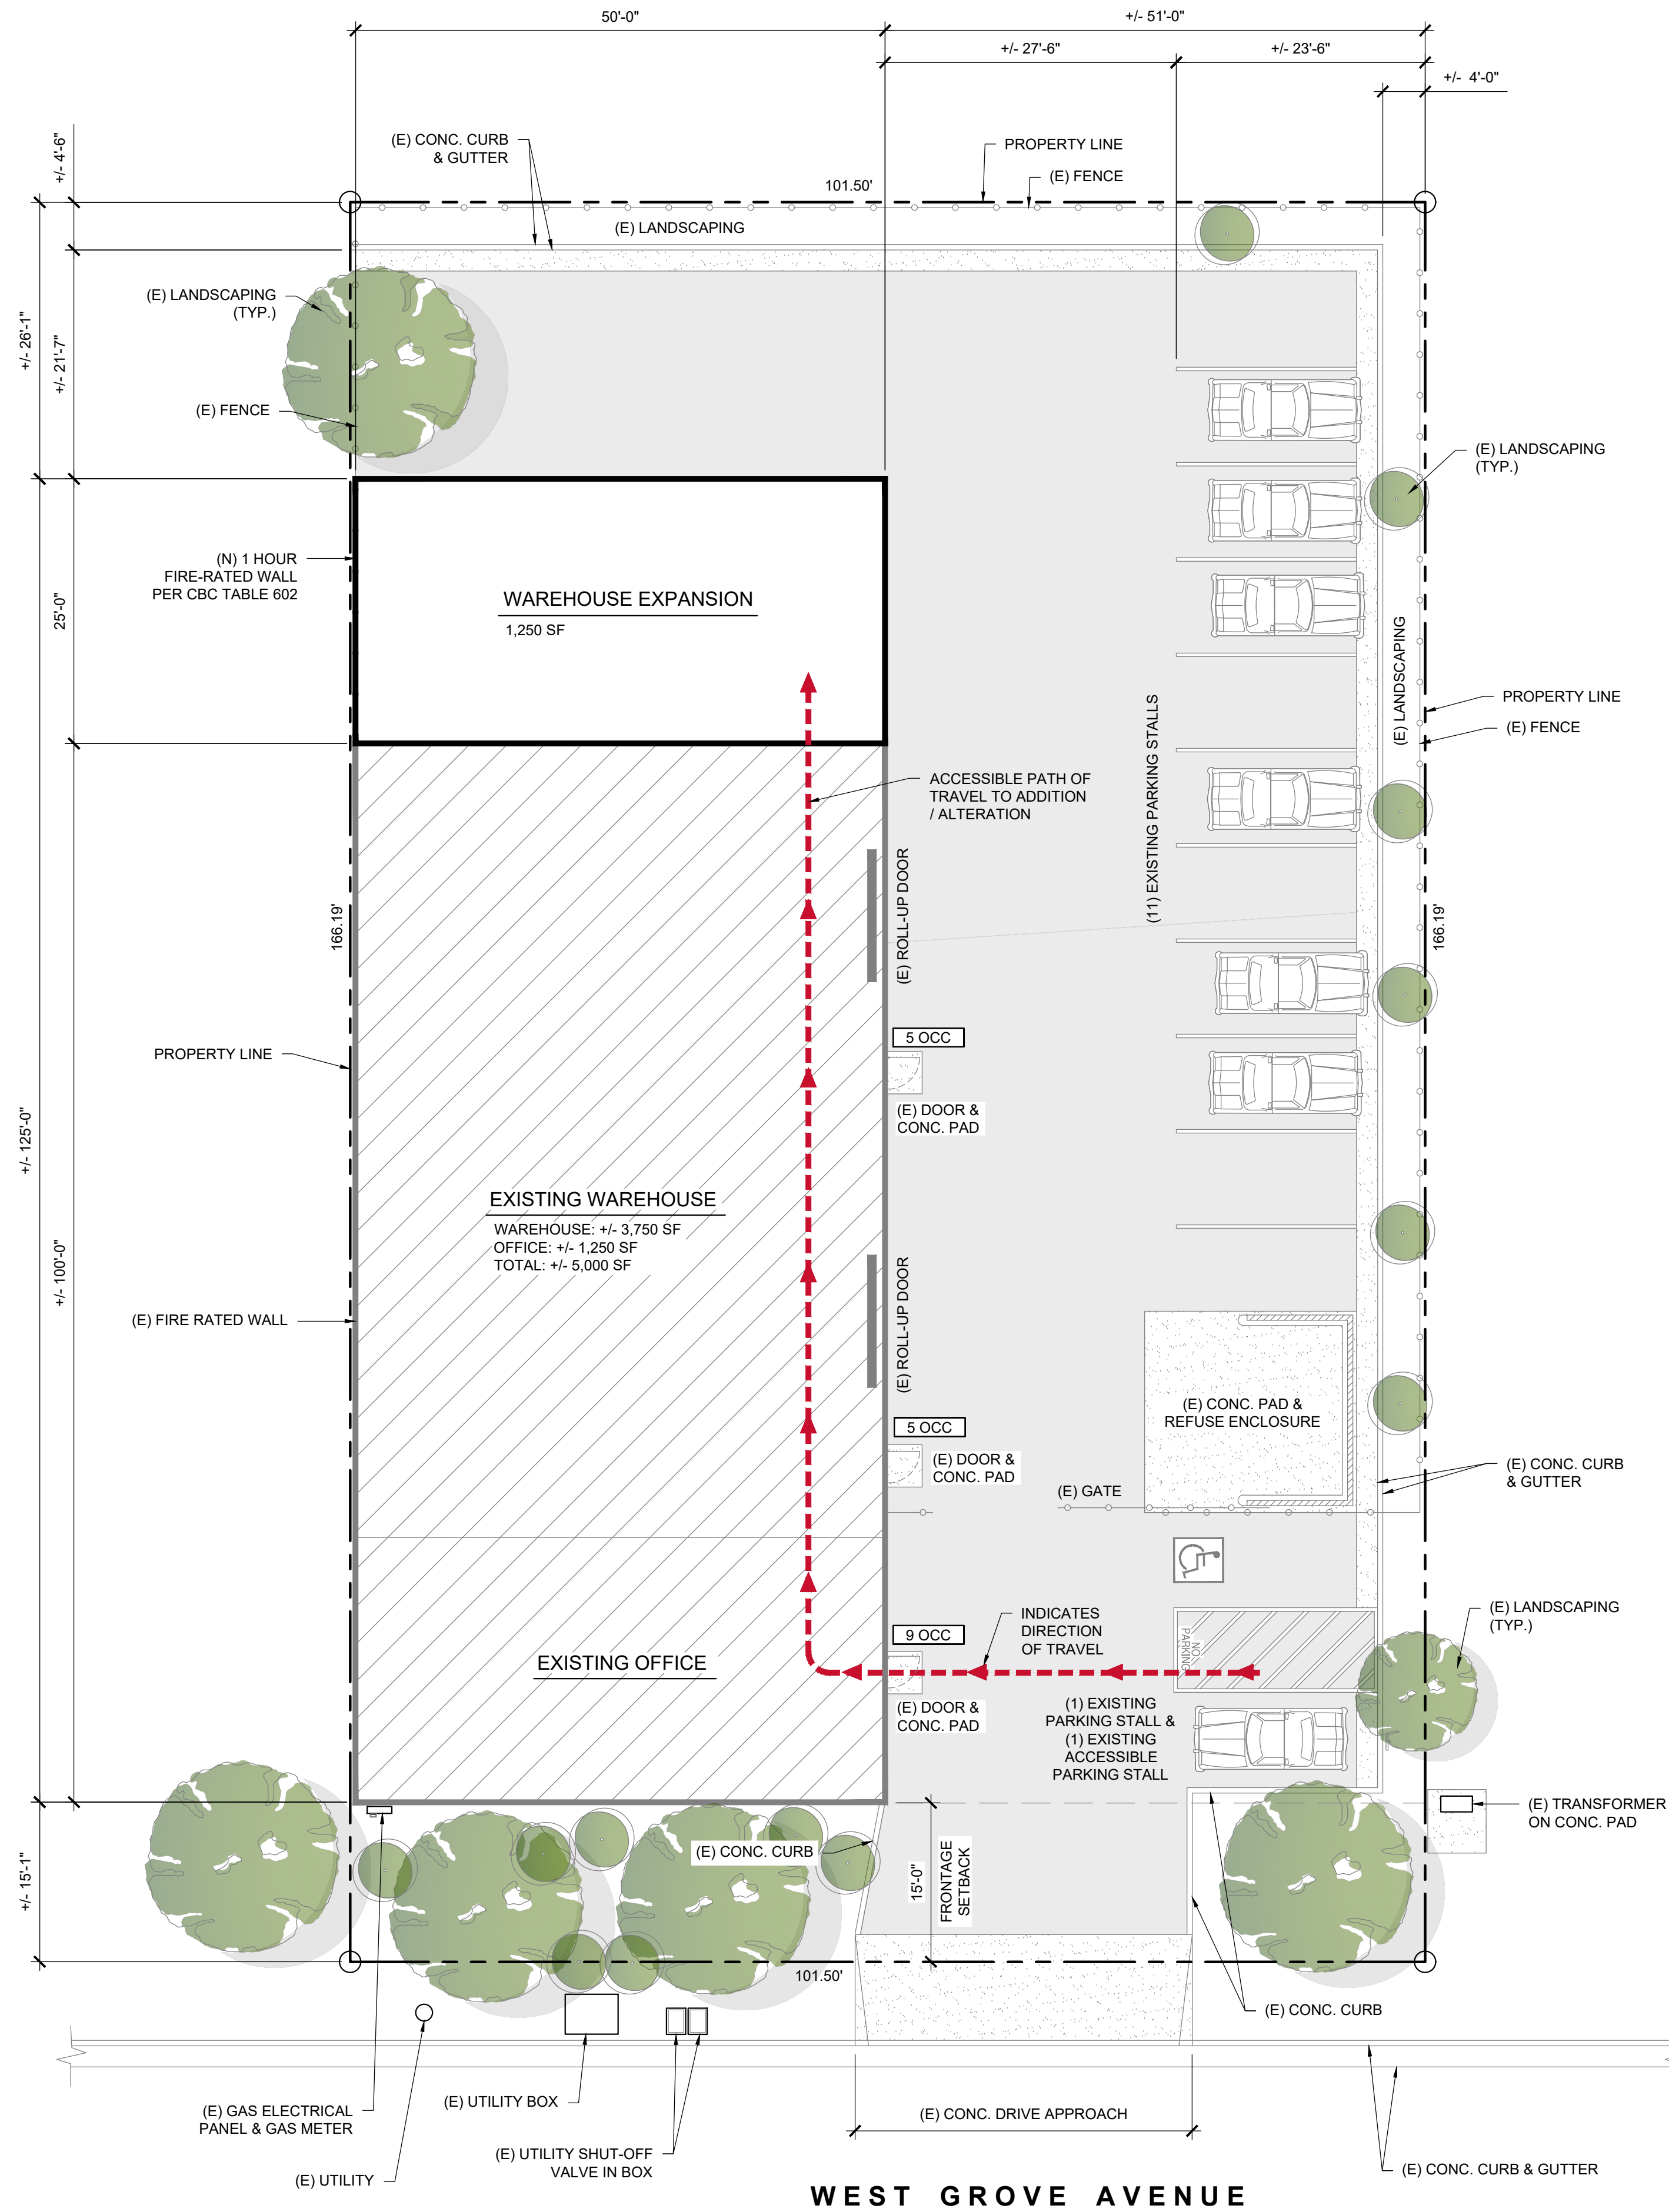 50'-0"
+/- 51'-0"
+/- 27'-6"
+/- 23'-6"
+/- 4'-0"
+/- 4'-6"
(E) CONC. CURB
& GUTTER
PROPERTY LINE
(E) FENCE
101.50'
(E) LANDSCAPING
(E) LANDSCAPING
(TYP.)
+/- 26'-1"
+/- 21'-7"
(E) FENCE
(E) LANDSCAPING
(TYP.)
(N) 1 HOUR
FIRE-RATED WALL
PER CBC TABLE 602
25'-0"
WAREHOUSE EXPANSION
1,250 SF
(E) LANDSCAPING
PROPERTY LINE
(E) FENCE
ACCESSIBLE PATH OF
TRAVEL TO ADDITION
/ ALTERATION
(11) EXISTING PARKING STALLS
(E) ROLL-UP DOOR
166.19'
166.19'
5 OCC
PROPERTY LINE
(E) DOOR &
CONC. PAD
+/- 125'-0"
EXISTING WAREHOUSE
WAREHOUSE: +/- 3,750 SF
OFFICE: +/- 1,250 SF
TOTAL: +/- 5,000 SF
+/- 100'-0"
(E) FIRE RATED WALL
(E) ROLL-UP DOOR
(E) CONC. PAD &
REFUSE ENCLOSURE
5 OCC
(E) DOOR &
CONC. PAD
(E) GATE
(E) CONC. CURB
& GUTTER
9 OCC
INDICATES
DIRECTION
OF TRAVEL
NO
PARKING
(E) LANDSCAPING
(TYP.)
EXISTING OFFICE
(E) DOOR &
CONC. PAD
(1) EXISTING
PARKING STALL &
(1) EXISTING
ACCESSIBLE
PARKING STALL
(E) TRANSFORMER
ON CONC. PAD
+/- 15'-1"
(E) CONC. CURB
15'-0"
FRONTAGE
SETBACK
101.50'
(E) CONC. CURB
(E) GAS ELECTRICAL
PANEL & GAS METER
(E) UTILITY BOX
(E) CONC. DRIVE APPROACH
(E) UTILITY SHUT-OFF
VALVE IN BOX
(E) UTILITY
(E) CONC. CURB & GUTTER
WEST GROVE AVENUE